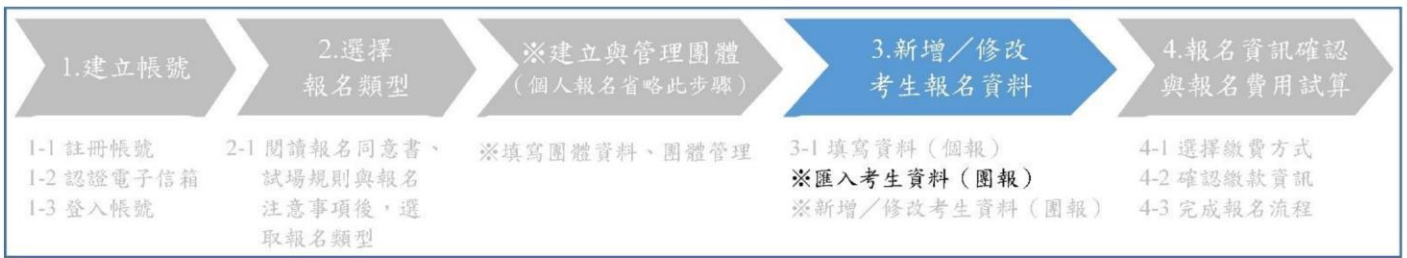 1.建立帳號
2.選擇
報名類型
※建立與管理團體
（個人報名省略此步驟）
3.新增／修改
考生報名資料
4.報名資訊確認
與報名費用試算
1-1 註冊帳號
1-2 認證電子信箱
1-3 登入帳號
2-1 閱讀報名同意書、
試場規則與報名
注意事項後，選
取報名類型
※填寫團體資料、團體管理
3-1 填寫資料（個報）
※匯入考生資料（團報）
※新增／修改考生資料（團報）
4-1 選擇繳費方式
4-2 確認繳款資訊
4-3 完成報名流程